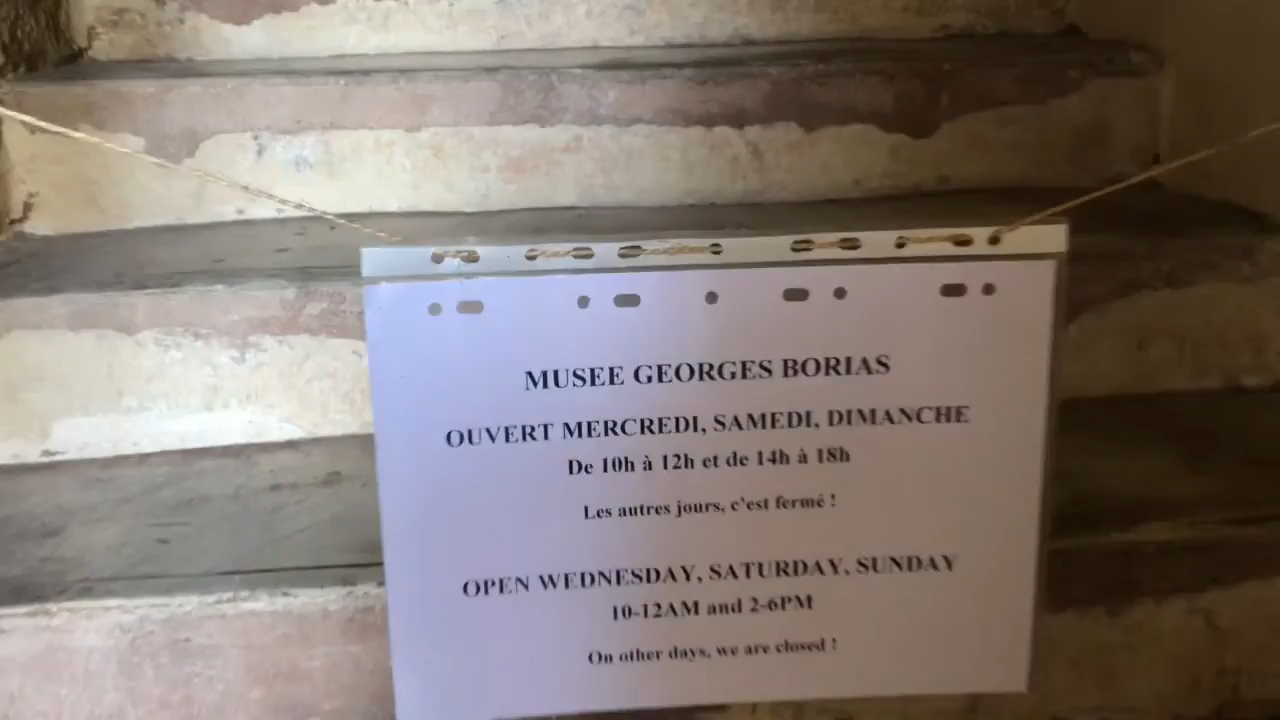 MUSEE GEORGES BORIAS
OUVERT MERCREDI, SAMEDI, DIMANCHE
De 10h à 12h et de 14h à 18h
Les autres jours, c'est fermé !
OPEN WEDNESDAY, SATURDAY, SUNDAY
10-12AM and 2-6PM
On other days, we are closed !